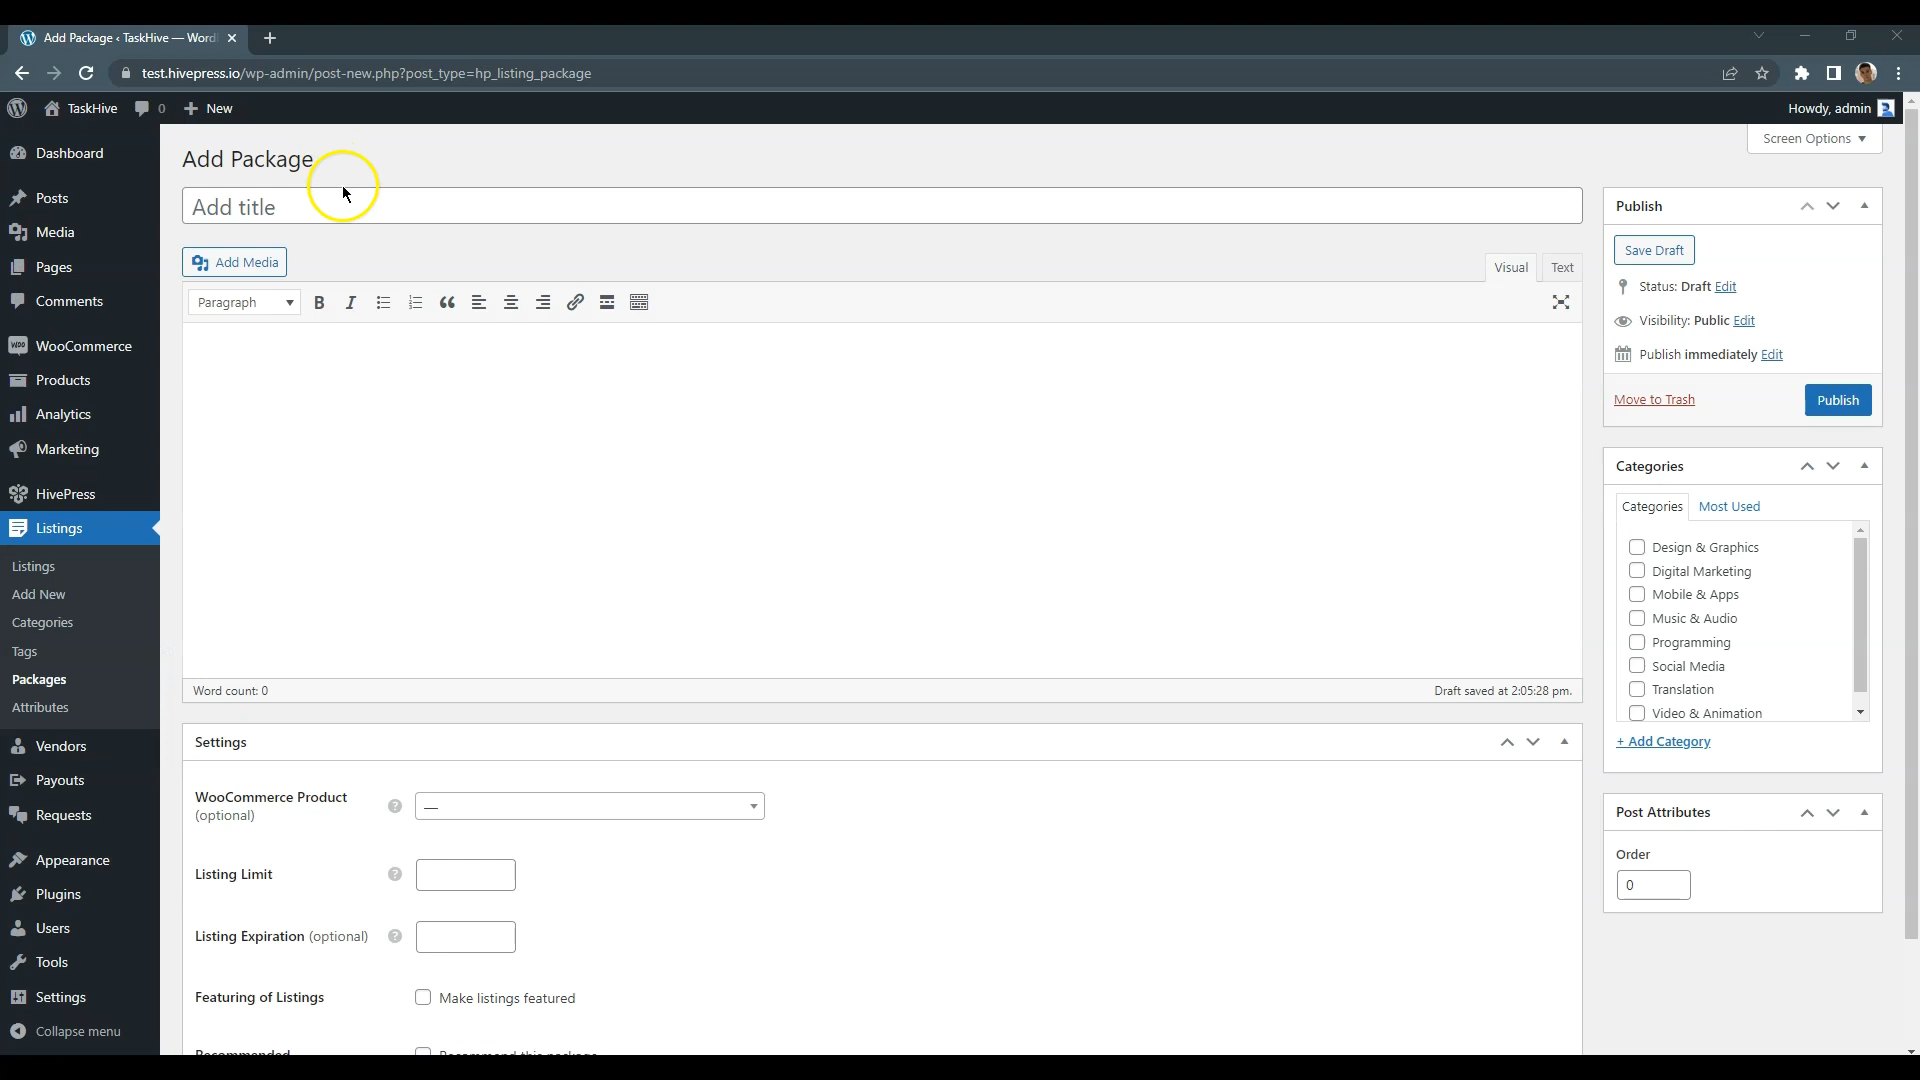 Add Package ‹ TaskHive — Word
test.hivepress.io/wp-admin/post-new.php?post_type=hp_listing_package
TaskHive
0
New
Howdy, admin
Screen Options
Dashboard
Posts
Media
Pages
Comments
WooCommerce
Products
Analytics
Marketing
HivePress
Listings
Listings
Add New
Categories
Tags
Packages
Attributes
Vendors
Payouts
Requests
Appearance
Plugins
Users
Tools
Settings
Collapse menu
Add Package
Add title
Add Media
Visual
Text
Paragraph
Word count: 0
Draft saved at 2:05:28 pm.
Settings
WooCommerce Product
(optional)
—
Listing Limit
Listing Expiration (optional)
Featuring of Listings
Make listings featured
Recommended
Recommend this package
Publish
Save Draft
Status: Draft Edit
Visibility: Public Edit
Publish immediately Edit
Move to Trash
Publish
Categories
Categories
Most Used
Design & Graphics
Digital Marketing
Mobile & Apps
Music & Audio
Programming
Social Media
Translation
Video & Animation
+ Add Category
Post Attributes
Order
0